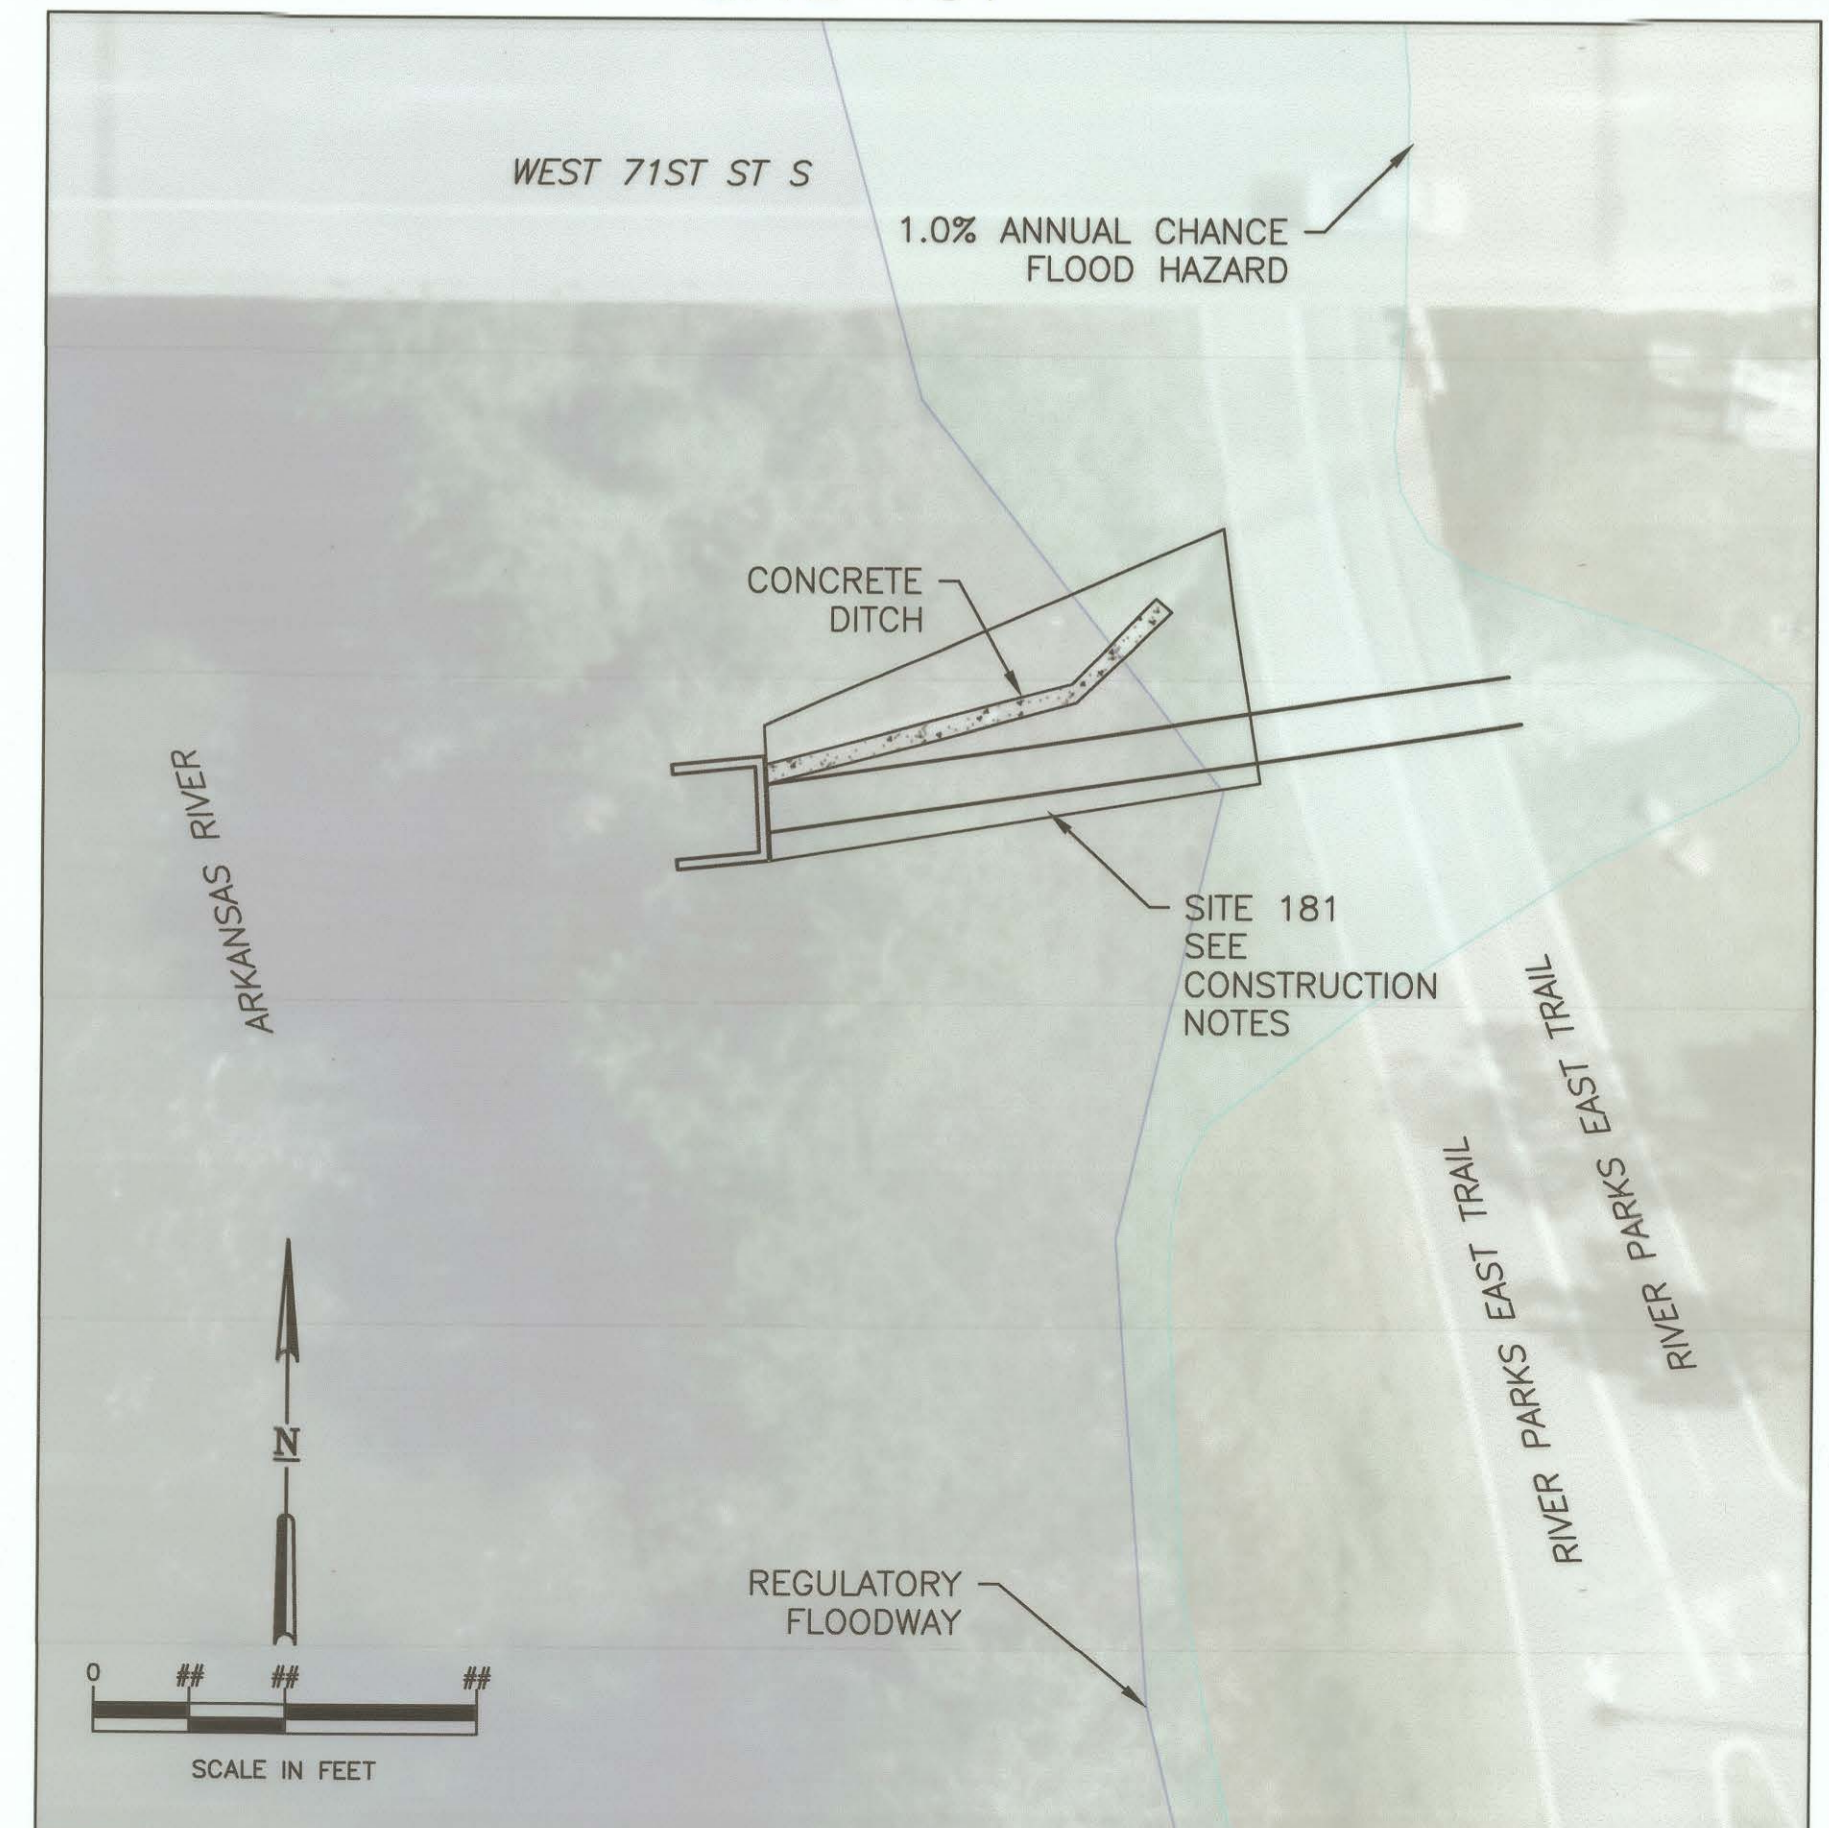 WEST 71ST ST S
1.0% ANNUAL CHANCE
FLOOD HAZARD
CONCRETE
DITCH
ARKANSAS RIVER
SITE 181
SEE
CONSTRUCTION
NOTES
RIVER PARKS EAST TRAIL
RIVER PARKS EAST TRAIL
N
REGULATORY
FLOODWAY
0 ## ## ##
SCALE IN FEET